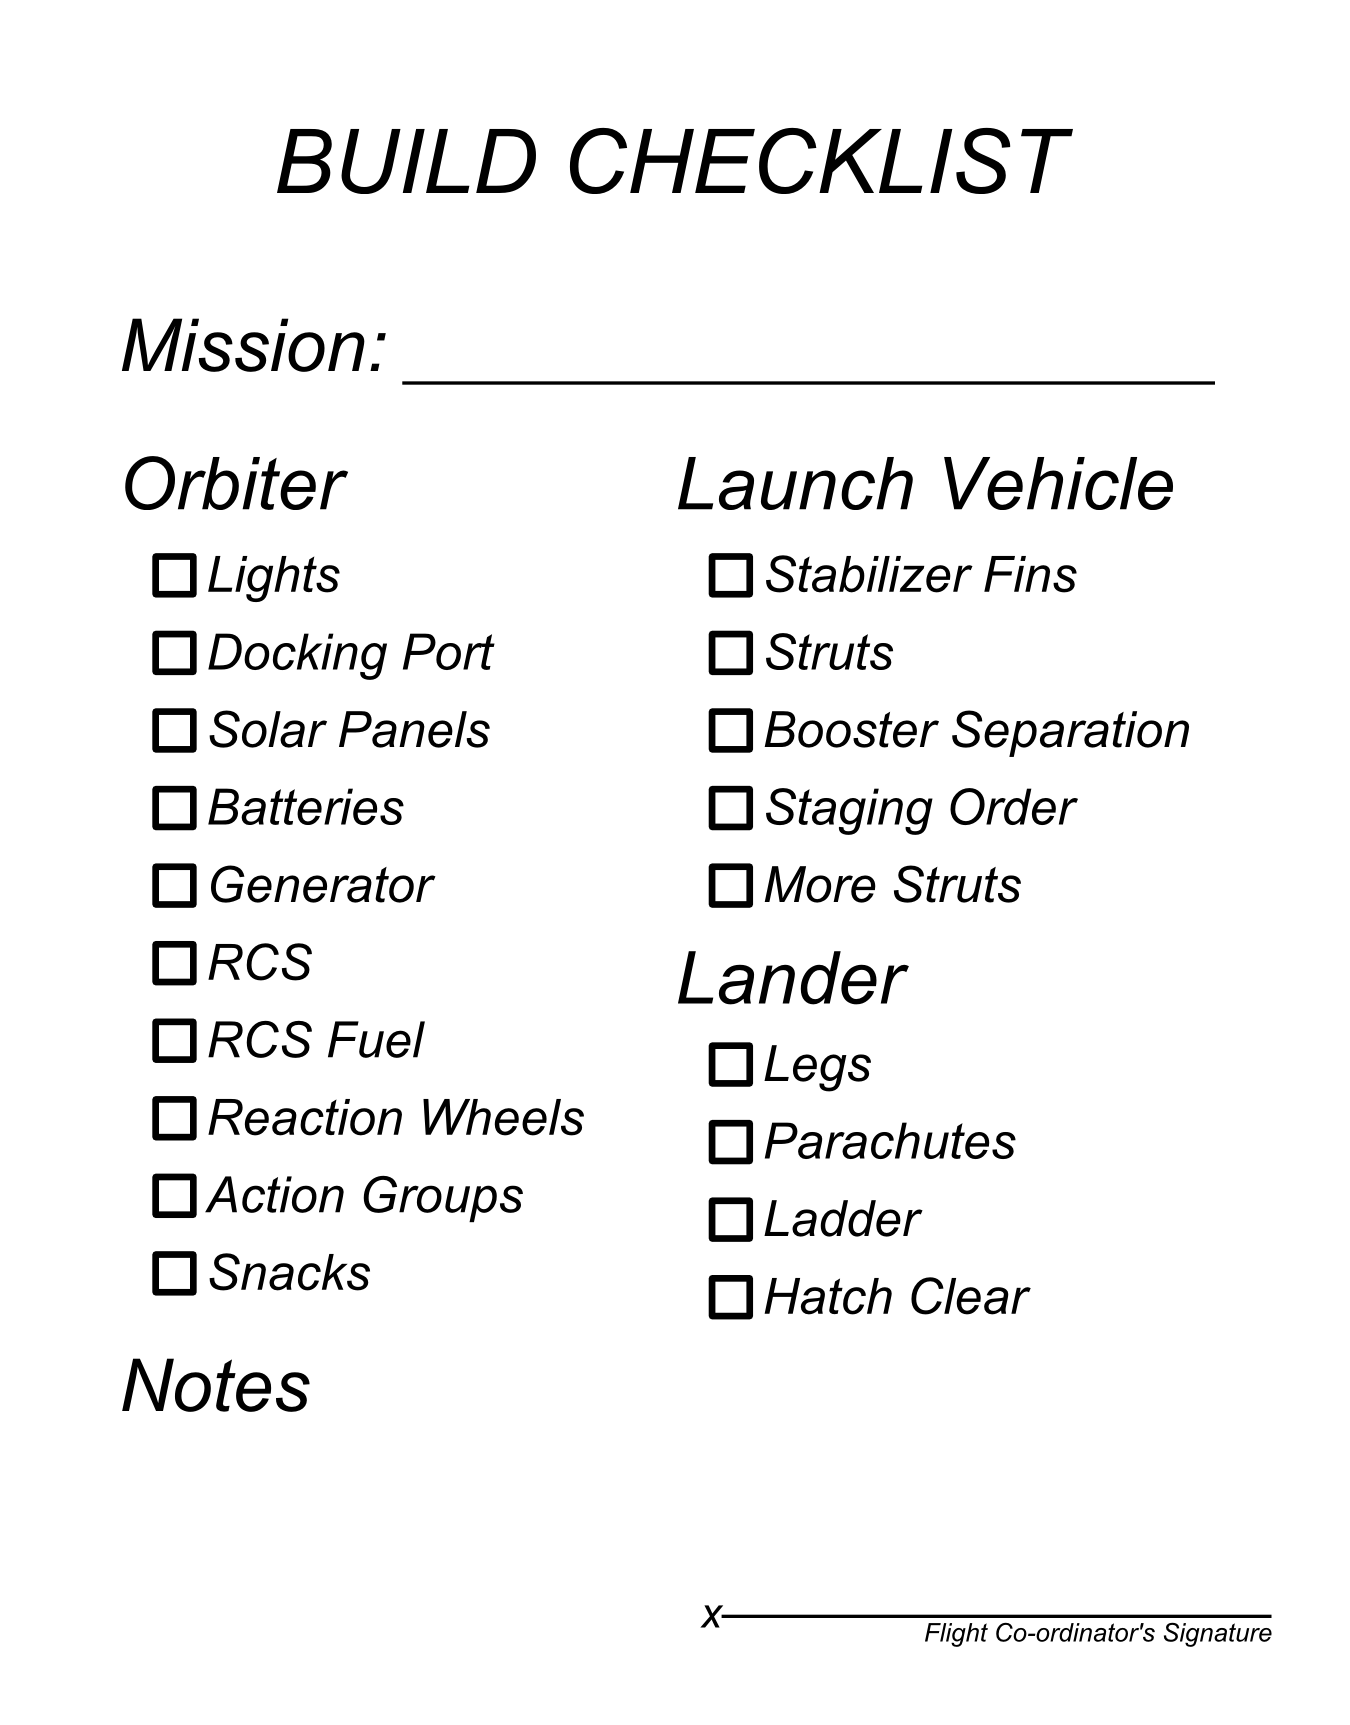 BUILD CHECKLIST
Mission:
Orbiter
Lights
Docking Port
Solar Panels
Batteries
Generator
RCS
RCS Fuel
Reaction Wheels
Action Groups
Snacks
Launch Vehicle
Stabilizer Fins
Struts
Booster Separation
Staging Order
More Struts
Lander
Legs
Parachutes
Ladder
Hatch Clear
Notes
x
Flight Co-ordinator's Signature